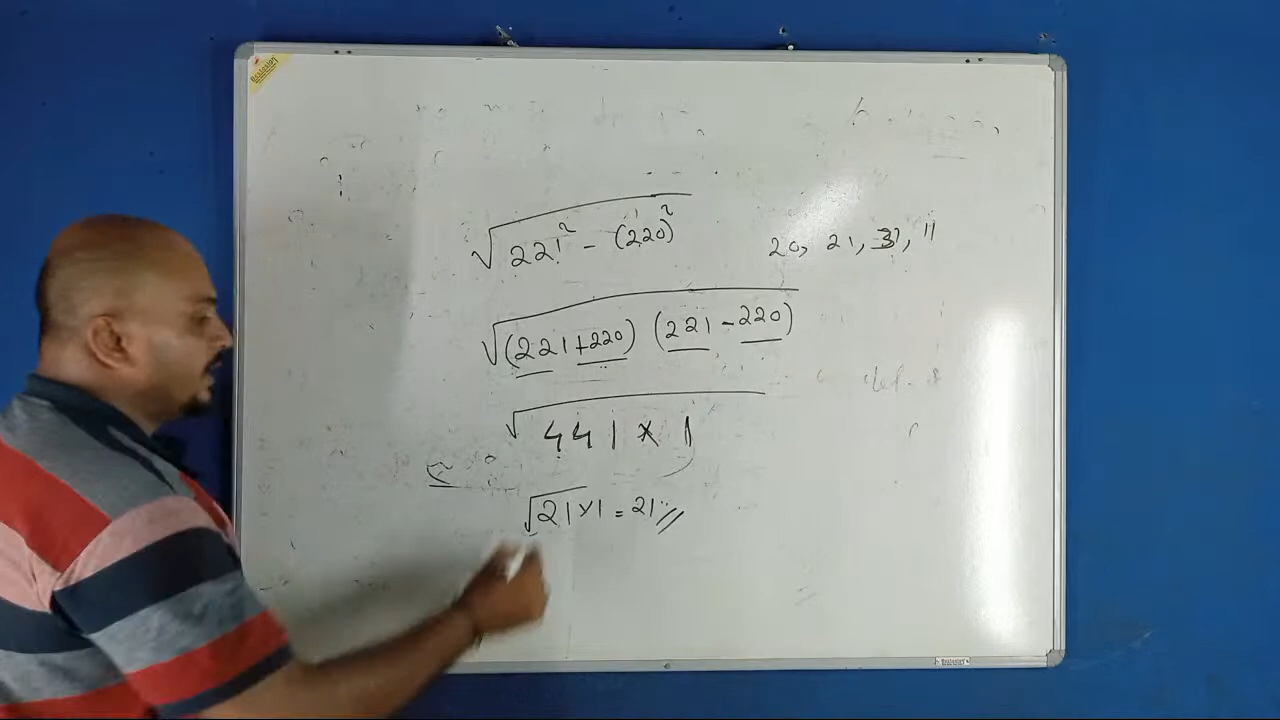 √221² - (220)²
20, 21, 31, 11
√(221+220) (221-220)
√441 × 1
√21×1 = 21 //